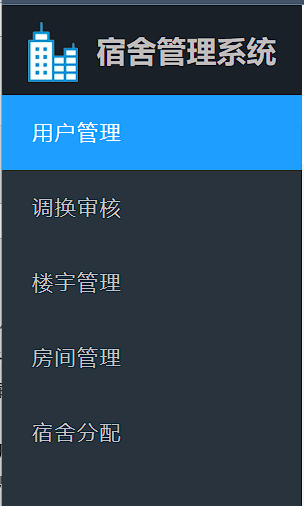 宿舍管理系统
用户管理
调换审核
楼宇管理
房间管理
宿舍分配